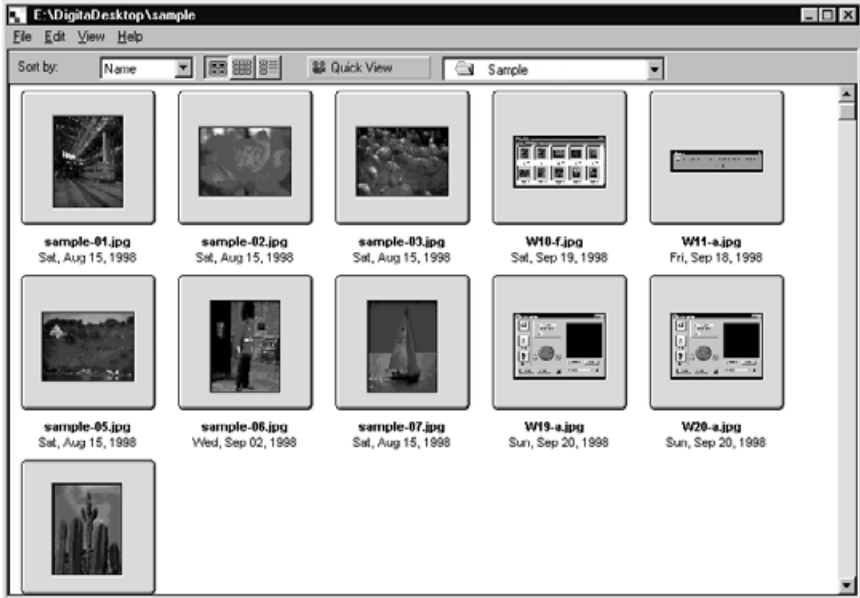 E:\DigitaDesktop\sample
File Edit View Help
Sort by: Name Quick View Sample
sample-01.jpg sample-02.jpg sample-03.jpg W10-f.jpg W11-a.jpg
Sat, Aug 15, 1998 Sat, Aug 15, 1998 Sat, Aug 15, 1998 Sat, Sep 19, 1998 Fri, Sep 18, 1998
sample-05.jpg sample-06.jpg sample-07.jpg W19-a.jpg W20-a.jpg
Sat, Aug 15, 1998 Wed, Sep 02, 1998 Sat, Aug 15, 1998 Sun, Sep 20, 1998 Sun, Sep 20, 1998